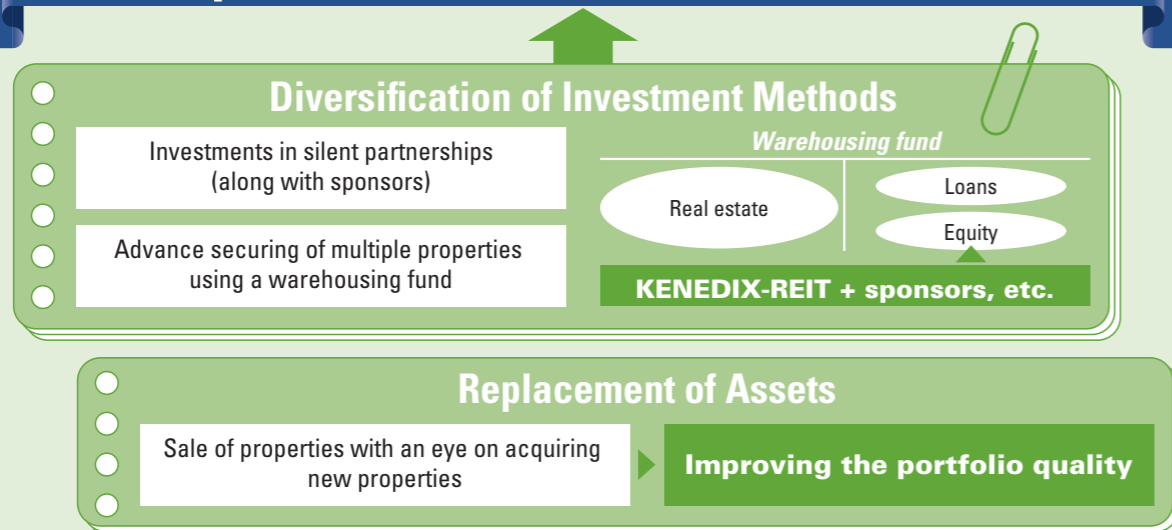 Diversification of Investment Methods
Investments in silent partnerships
(along with sponsors)
Advance securing of multiple properties
using a warehousing fund
Warehousing fund
Real estate
Loans
Equity
KENEDIX-REIT + sponsors, etc.
Replacement of Assets
Sale of properties with an eye on acquiring
new properties
Improving the portfolio quality